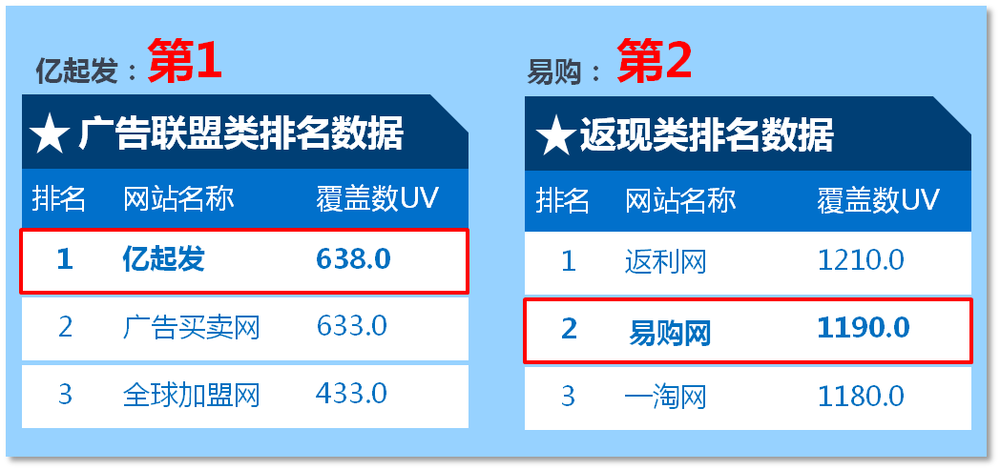 亿起发：第1
★广告联盟类排名数据
排名 网站名称 覆盖数UV
1 亿起发 638.0
2 广告买卖网 633.0
3 全球加盟网 433.0
易购：第2
★返现类排名数据
排名 网站名称 覆盖数UV
1 返利网 1210.0
2 易购网 1190.0
3 一淘网 1180.0